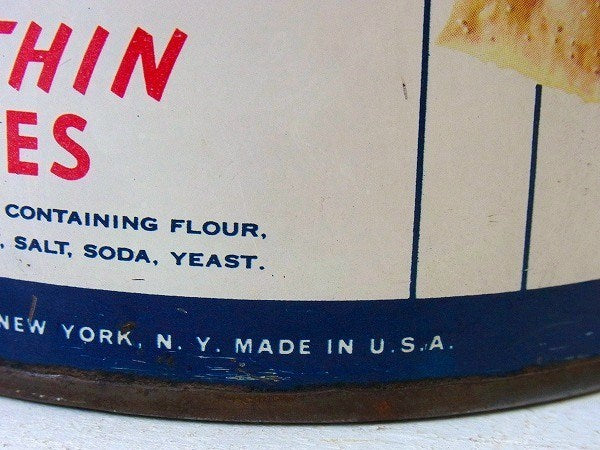 THIN
ES
CONTAINING FLOUR,
, SALT, SODA, YEAST.
NEW YORK, N. Y. MADE IN U.S.A.